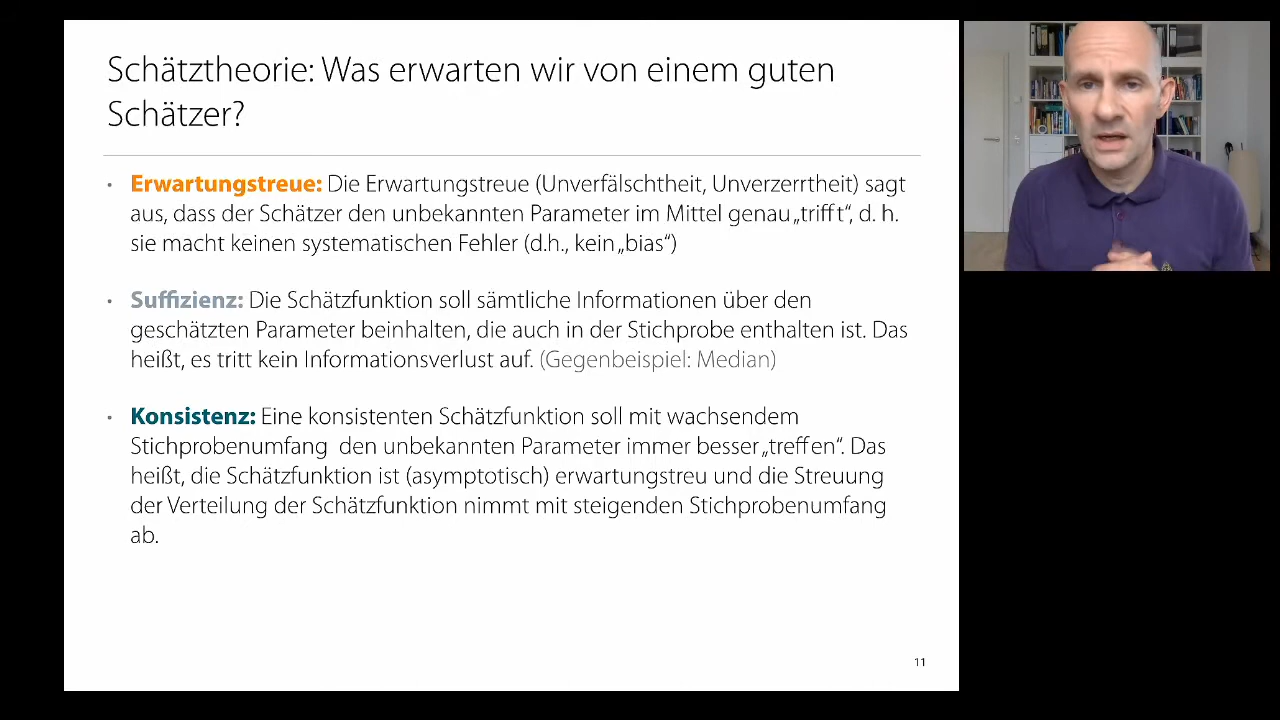 Schätztheorie: Was erwarten wir von einem guten
Schätzer?
• Erwartungstreue: Die Erwartungstreue (Unverfälschtheit, Unverzerrtheit) sagt
aus, dass der Schätzer den unbekannten Parameter im Mittel genau „trifft“, d. h.
sie macht keinen systematischen Fehler (d.h., kein „bias“)
• Suffizienz: Die Schätzfunktion soll sämtliche Informationen über den
geschätzten Parameter beinhalten, die auch in der Stichprobe enthalten ist. Das
heißt, es tritt kein Informationsverlust auf. (Gegenbeispiel: Median)
• Konsistenz: Eine konsistenten Schätzfunktion soll mit wachsendem
Stichprobenumfang den unbekannten Parameter immer besser „treffen“. Das
heißt, die Schätzfunktion ist (asymptotisch) erwartungstreu und die Streuung
der Verteilung der Schätzfunktion nimmt mit steigenden Stichprobenumfang
ab.
11